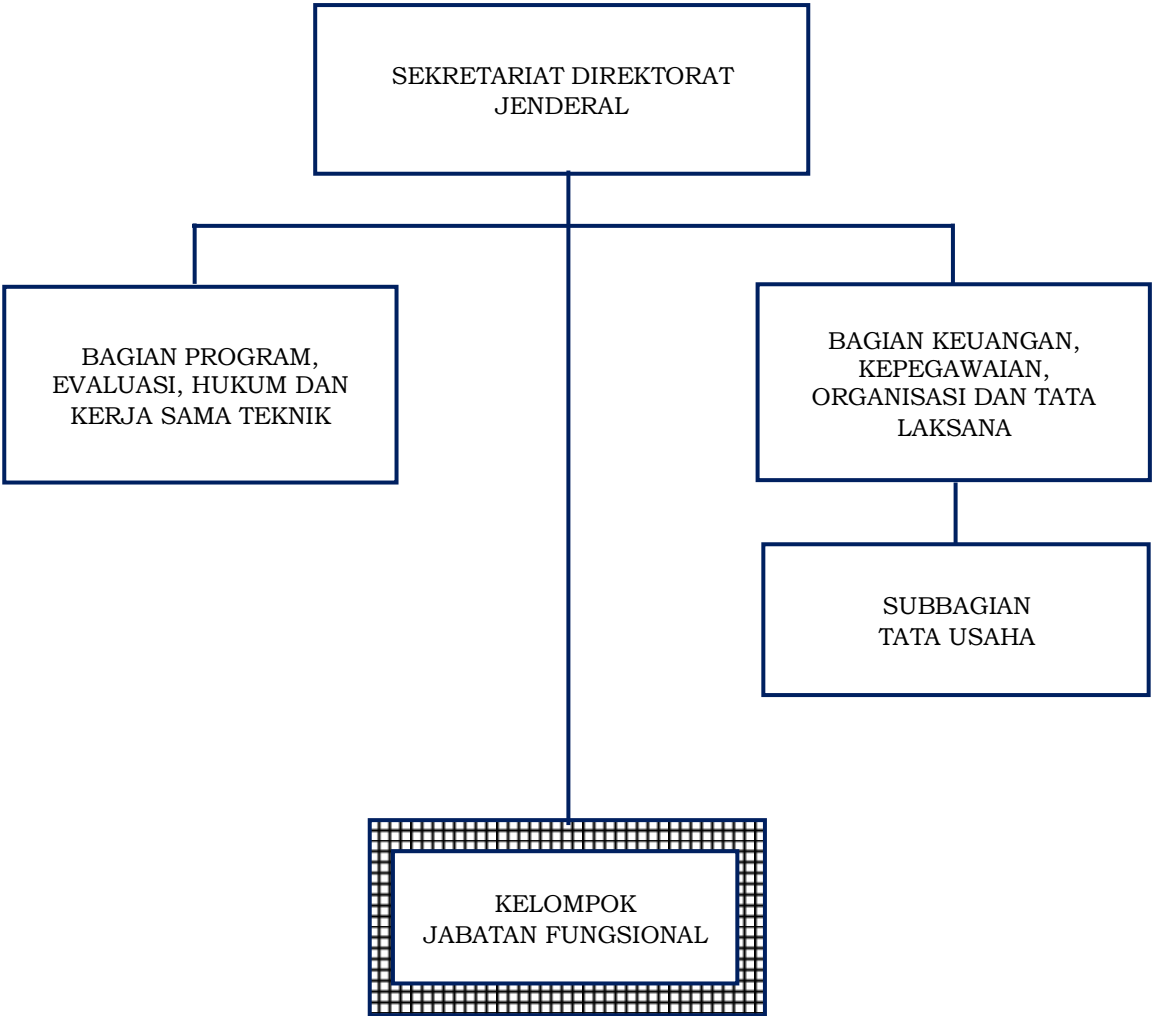 SEKRETARIAT DIREKTORAT
JENDERAL
BAGIAN PROGRAM,
EVALUASI, HUKUM DAN
KERJA SAMA TEKNIK
BAGIAN KEUANGAN,
KEPEGAWAIAN,
ORGANISASI DAN TATA
LAKSANA
SUBBAGIAN
TATA USAHA
KELOMPOK
JABATAN FUNGSIONAL